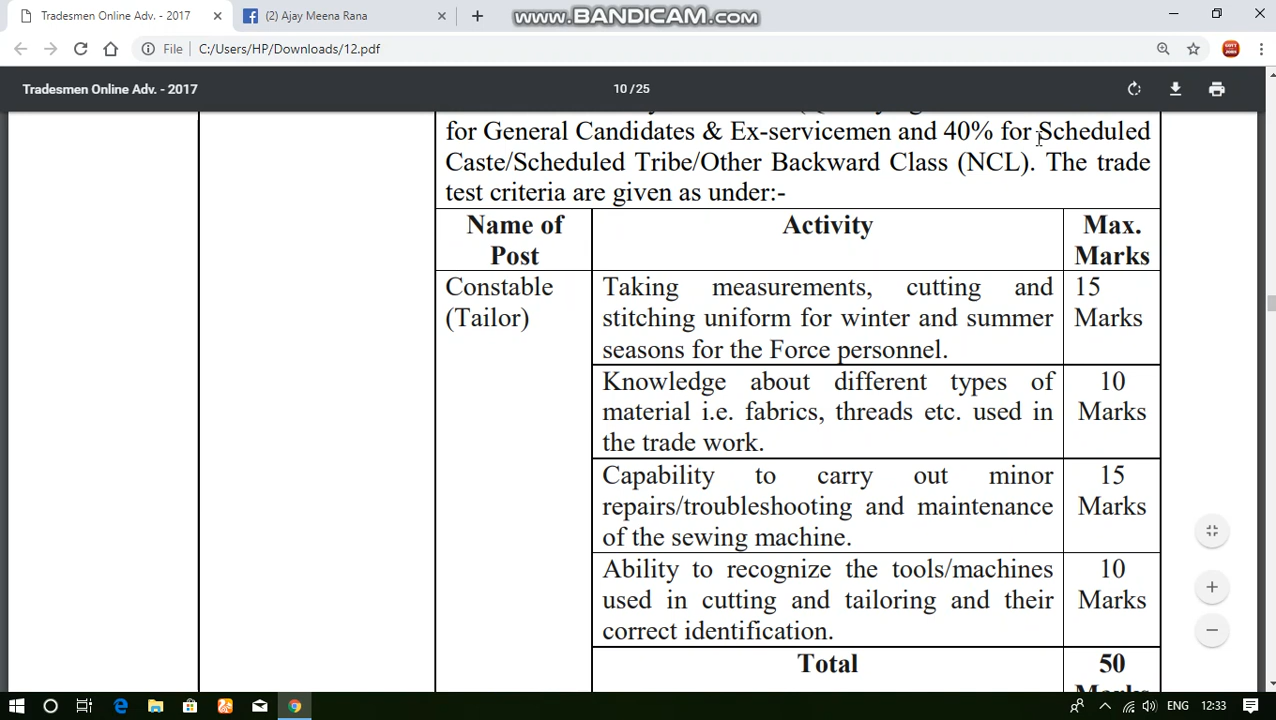 Tradesmen Online Adv. - 2017
(2) Ajay Meena Rana
WWW.BANDICAM.COM
File
C:/Users/HP/Downloads/12.pdf
Tradesmen Online Adv. - 2017
10 / 25
for General Candidates & Ex-servicemen and 40% for Scheduled
Caste/Scheduled Tribe/Other Backward Class (NCL). The trade
test criteria are given as under:-
Name of
Post
Activity
Max.
Marks
Constable
(Tailor)
Taking measurements, cutting and
stitching uniform for winter and summer
seasons for the Force personnel.
15
Marks
Knowledge about different types of
material i.e. fabrics, threads etc. used in
the trade work.
10
Marks
Capability to carry out minor
repairs/troubleshooting and maintenance
of the sewing machine.
15
Marks
Ability to recognize the tools/machines
used in cutting and tailoring and their
correct identification.
10
Marks
Total
50
Marks
ENG
12:33